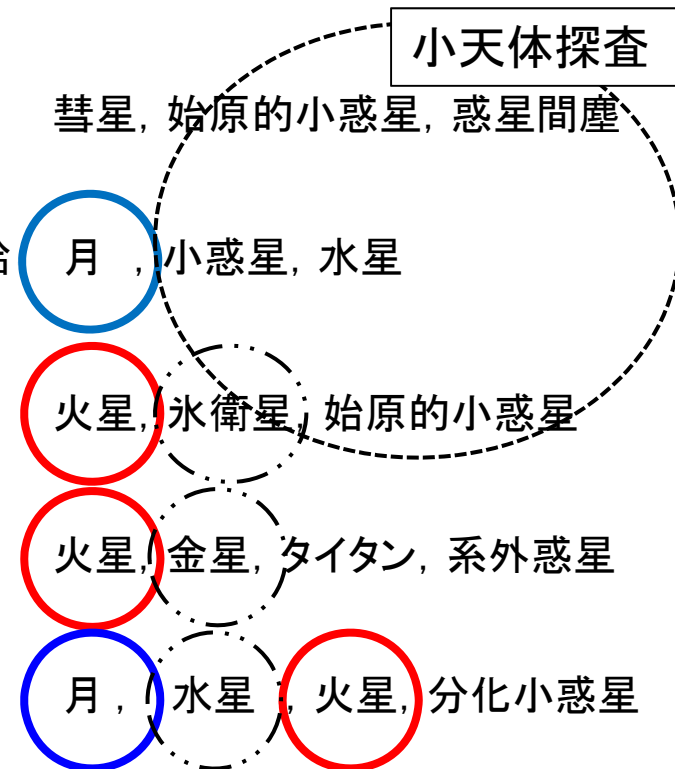 小天体探査
彗星, 始原的小惑星, 惑星間塵
月 , 小惑星, 水星
火星, 氷衛星, 始原的小惑星
火星, 金星, タイタン, 系外惑星
月 , 水星 , 火星, 分化小惑星